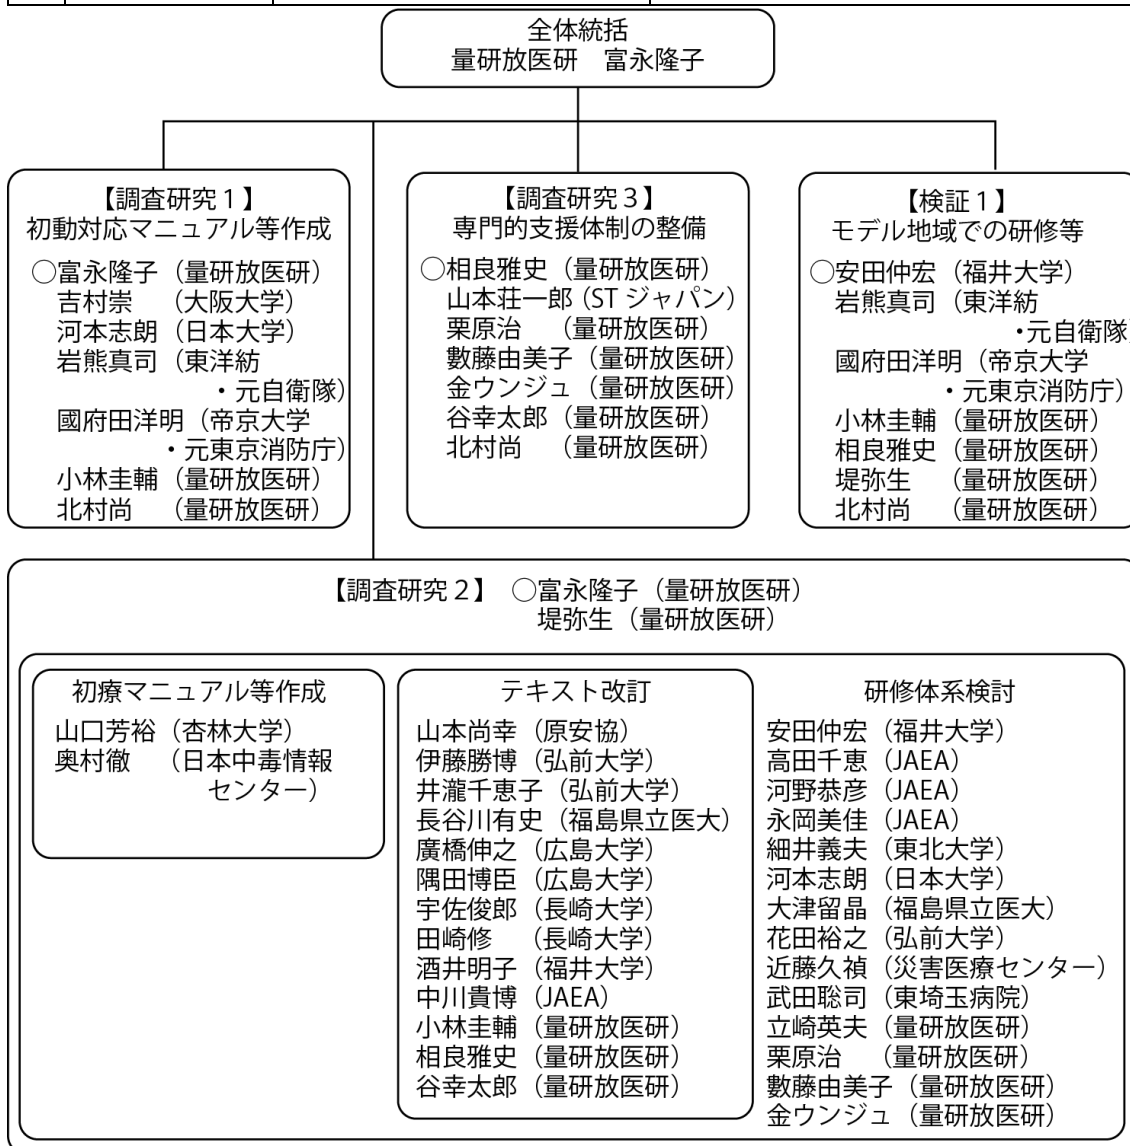 全体統括
量研放医研　富永隆子
【調査研究１】
初動対応マニュアル等作成
○富永隆子（量研放医研）
吉村崇　（大阪大学）
河本志朗（日本大学）
岩熊真司（東洋紡
・元自衛隊）
國府田洋明（帝京大学
・元東京消防庁）
小林圭輔（量研放医研）
北村尚　（量研放医研）
【調査研究３】
専門的支援体制の整備
○相良雅史（量研放医研）
山本荘一郎（STジャパン）
栗原治　（量研放医研）
數藤由美子（量研放医研）
金ウンジュ（量研放医研）
谷幸太郎（量研放医研）
北村尚　（量研放医研）
【検証１】
モデル地域での研修等
○安田仲宏（福井大学）
岩熊真司（東洋紡
・元自衛隊）
國府田洋明（帝京大学
・元東京消防庁）
小林圭輔（量研放医研）
相良雅史（量研放医研）
堤弥生　（量研放医研）
北村尚　（量研放医研）
【調査研究２】　○富永隆子（量研放医研）
堤弥生（量研放医研）
初療マニュアル等作成
山口芳裕（杏林大学）
奥村徹　（日本中毒情報
センター）
テキスト改訂
山本尚幸（原安協）
伊藤勝博（弘前大学）
井瀧千恵子（弘前大学）
長谷川有史（福島県立医大）
廣橋伸之（広島大学）
隅田博臣（広島大学）
宇佐俊郎（長崎大学）
田崎修　（長崎大学）
酒井明子（福井大学）
中川貴博（JAEA）
小林圭輔（量研放医研）
相良雅史（量研放医研）
谷幸太郎（量研放医研）
研修体系検討
安田仲宏（福井大学）
高田千恵（JAEA）
河野恭彦（JAEA）
永岡美佳（JAEA）
細井義夫（東北大学）
河本志朗（日本大学）
大津留晶（福島県立医大）
花田裕之（弘前大学）
近藤久禎（災害医療センター）
武田聡司（東埼玉病院）
立崎英夫（量研放医研）
栗原治　（量研放医研）
數藤由美子（量研放医研）
金ウンジュ（量研放医研）